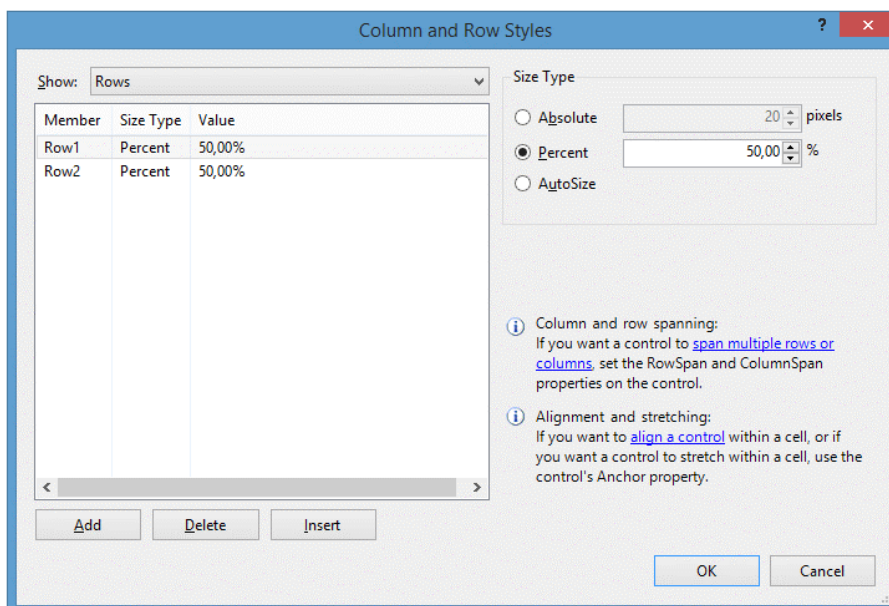 Column and Row Styles
?
Show: Rows
Member Size Type Value
Row1 Percent 50,00%
Row2 Percent 50,00%
Add Delete Insert
Size Type
Absolute 20 pixels
Percent 50,00 %
AutoSize
Column and row spanning:
If you want a control to span multiple rows or
columns, set the RowSpan and ColumnSpan
properties on the control.
Alignment and stretching:
If you want to align a control within a cell, or if
you want a control to stretch within a cell, use the
control's Anchor property.
OK Cancel